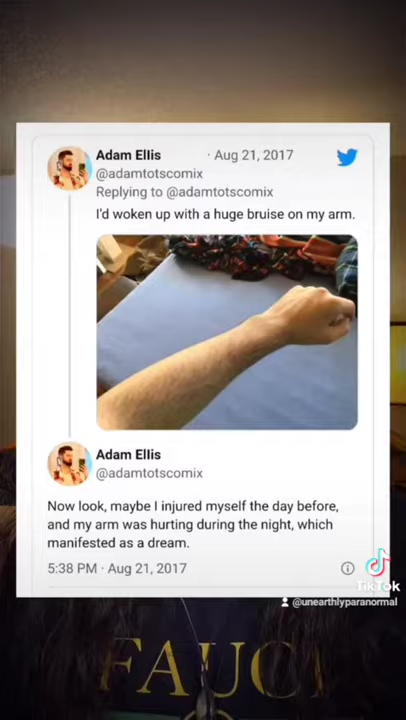 Adam Ellis · Aug 21, 2017
@adamtotscomix
Replying to @adamtotscomix
I'd woken up with a huge bruise on my arm.
Adam Ellis
@adamtotscomix
Now look, maybe I injured myself the day before,
and my arm was hurting during the night, which
manifested as a dream.
5:38 PM · Aug 21, 2017
TikTok
@unearthlyparanormal
FAUCI